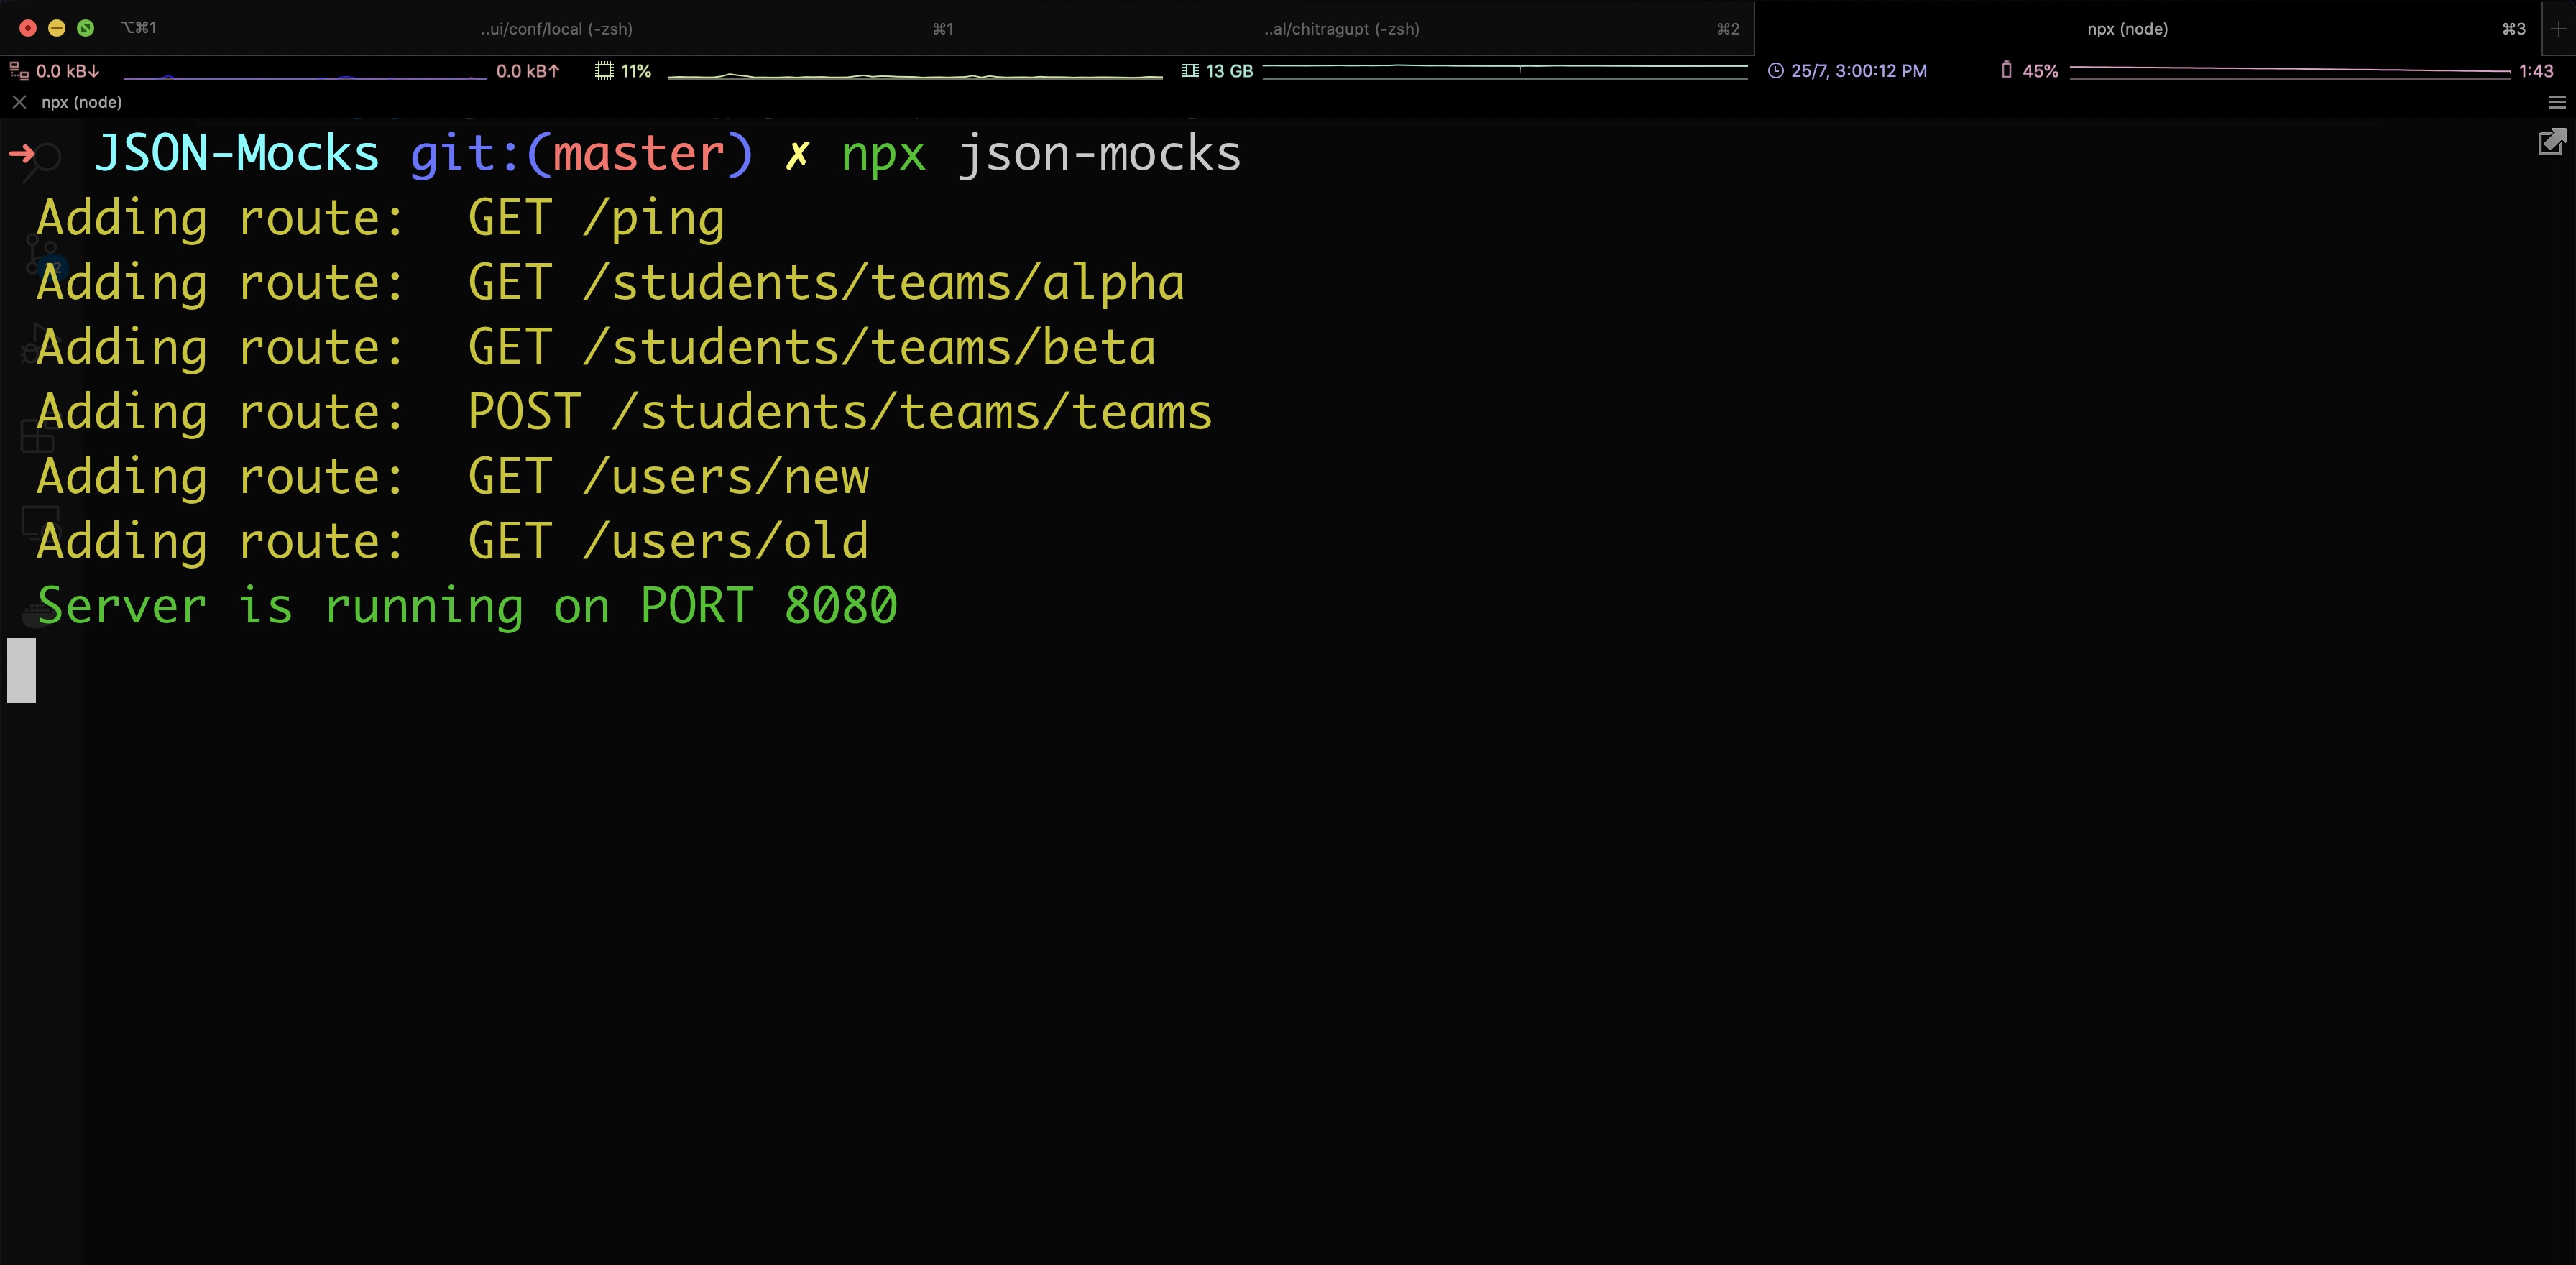 ⌥⌘1 ..ui/conf/local (-zsh) ⌘1 ..al/chitragupt (-zsh) ⌘2 npx (node) ⌘3
0.0 kB↓ 0.0 kB↑ 11% 13 GB 25/7, 3:00:12 PM 45% 1:43
npx (node)
➜ JSON-Mocks git:(master) ✗ npx json-mocks
Adding route:  GET /ping
Adding route:  GET /students/teams/alpha
Adding route:  GET /students/teams/beta
Adding route:  POST /students/teams/teams
Adding route:  GET /users/new
Adding route:  GET /users/old
Server is running on PORT 8080